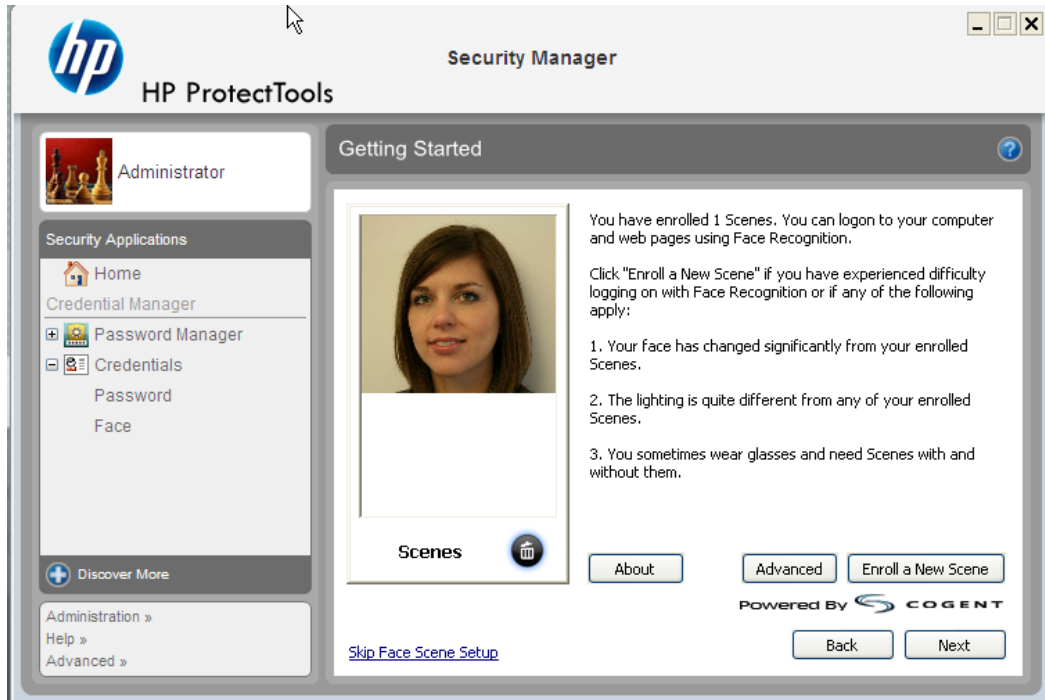 hp
HP ProtectTools
Security Manager
Administrator
Security Applications
Home
Credential Manager
Password Manager
Credentials
Password
Face
Discover More
Administration »
Help »
Advanced »
Getting Started
?
You have enrolled 1 Scenes. You can logon to your computer
and web pages using Face Recognition.
Click "Enroll a New Scene" if you have experienced difficulty
logging on with Face Recognition or if any of the following
apply:
1. Your face has changed significantly from your enrolled
Scenes.
2. The lighting is quite different from any of your enrolled
Scenes.
3. You sometimes wear glasses and need Scenes with and
without them.
Scenes
About
Advanced
Enroll a New Scene
Powered By COGENT
Skip Face Scene Setup
Back
Next